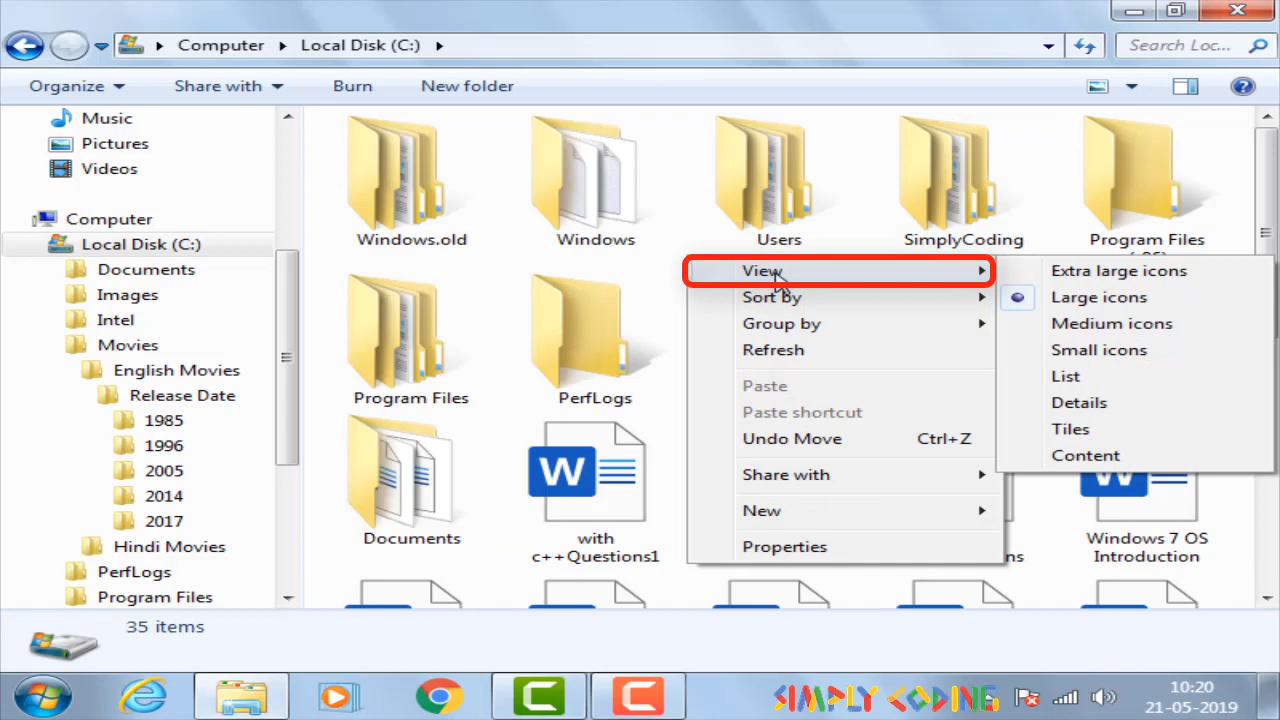 Computer
Local Disk (C:)
Search Loc...
Organize
Share with
Burn
New folder
Music
Pictures
Videos
Computer
Local Disk (C:)
Documents
Images
Intel
Movies
English Movies
Release Date
1985
1996
2005
2014
2017
Hindi Movies
PerfLogs
Program Files
Windows.old
Windows
Users
SimplyCoding
Program Files
Program Files
PerfLogs
Documents
with
c++Questions1
Windows 7 OS
Introduction
ns
View
Sort by
Group by
Refresh
Paste
Paste shortcut
Undo Move Ctrl+Z
Share with
New
Properties
Extra large icons
Large icons
Medium icons
Small icons
List
Details
Tiles
Content
35 items
SIMPLY CODING
10:20
21-05-2019